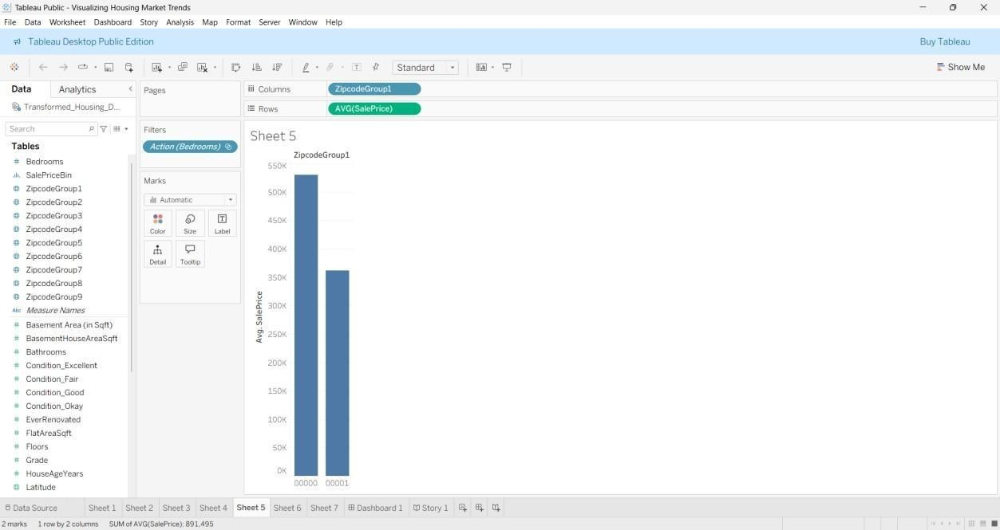 Tableau Public - Visualizing Housing Market Trends
File Data Worksheet Dashboard Story Analysis Map Format Server Window Help
Tableau Desktop Public Edition Buy Tableau
Standard Show Me
Data Analytics
Transformed_Housing_D...
Search
Tables
Bedrooms
SalePriceBin
ZipcodeGroup1
ZipcodeGroup2
ZipcodeGroup3
ZipcodeGroup4
ZipcodeGroup5
ZipcodeGroup6
ZipcodeGroup7
ZipcodeGroup8
ZipcodeGroup9
Abc Measure Names
Basement Area (in Sqft)
BasementHouseAreaSqft
Bathrooms
Condition_Excellent
Condition_Fair
Condition_Good
Condition_Okay
EverRenovated
FlatAreaSqft
Floors
Grade
HouseAgeYears
Latitude
Pages
Filters
Action (Bedrooms)
Marks
Automatic
Color Size Label
Detail Tooltip
Columns ZipcodeGroup1
Rows AVG(SalePrice)
Sheet 5
ZipcodeGroup1
550K
500K
450K
400K
350K
300K
250K
200K
150K
100K
50K
0K
Avg. SalePrice
00000 00001
Data Source Sheet 1 Sheet 2 Sheet 3 Sheet 4 Sheet 5 Sheet 6 Sheet 7 Dashboard 1 Story 1
2 marks 1 row by 2 columns SUM of AVG(SalePrice): 891,495